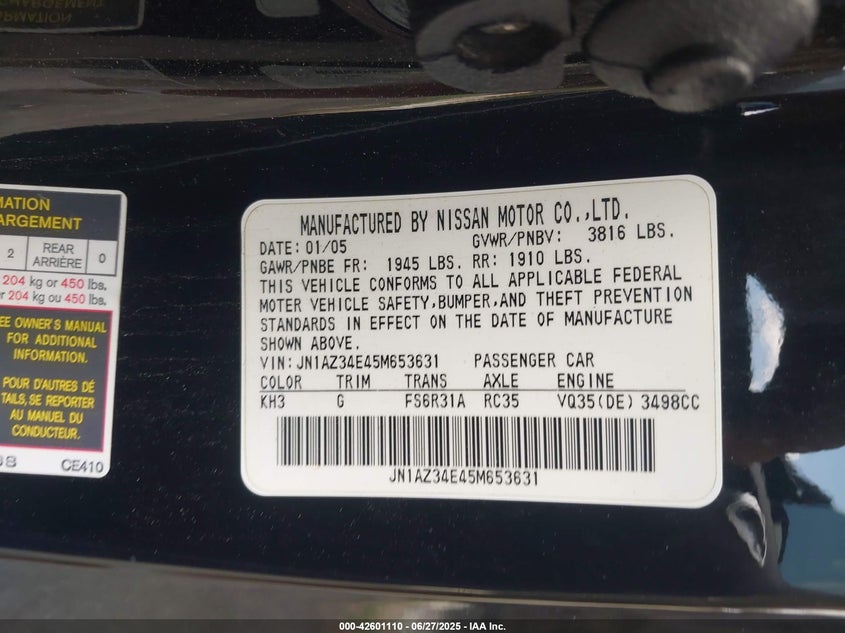 MATION
ARGEMENT
2 REAR ARRIÈRE 0
204 kg or 450 lbs.
204 kg ou 450 lbs.
EE OWNER'S MANUAL
FOR ADDITIONAL
INFORMATION.
POUR D'AUTRES DÉ
TAILS, SE REPORTER
AU MANUEL DU
CONDUCTEUR.
CE410
MANUFACTURED BY NISSAN MOTOR CO.,LTD.
DATE: 01/05 GVWR/PNBV: 3816 LBS.
GAWR/PNBE FR: 1945 LBS. RR: 1910 LBS.
THIS VEHICLE CONFORMS TO ALL APPLICABLE FEDERAL
MOTOR VEHICLE SAFETY,BUMPER,AND THEFT PREVENTION
STANDARDS IN EFFECT ON THE DATE OF MANUFACTURE
SHOWN ABOVE.
VIN: JN1AZ34E45M653631 PASSENGER CAR
COLOR TRIM TRANS AXLE ENGINE
KH3 G FS6R31A RC35 VQ35(DE) 3498CC
JN1AZ34E45M653631
000-42601110 - 06/27/2025 - IAA Inc.